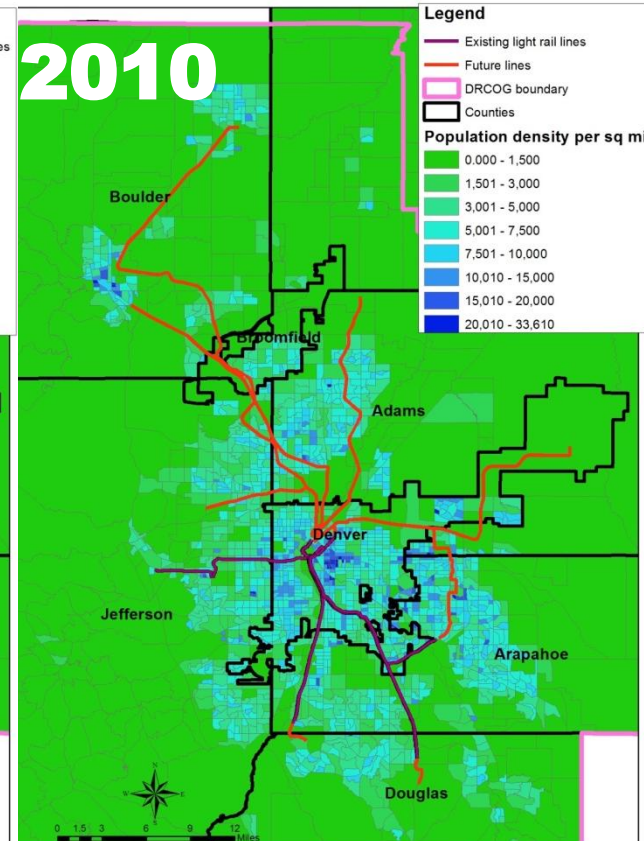 2010
es
Legend
Existing light rail lines
Future lines
DRCOG boundary
Counties
Population density per sq mi
0.000 - 1,500
1,501 - 3,000
3,001 - 5,000
5,001 - 7,500
7,501 - 10,000
10,010 - 15,000
15,010 - 20,000
20,010 - 33,610
Boulder
Broomfield
Adams
Denver
Jefferson
Arapahoe
Douglas
N
W E
S
0 1.5 3 6 9 12
Miles